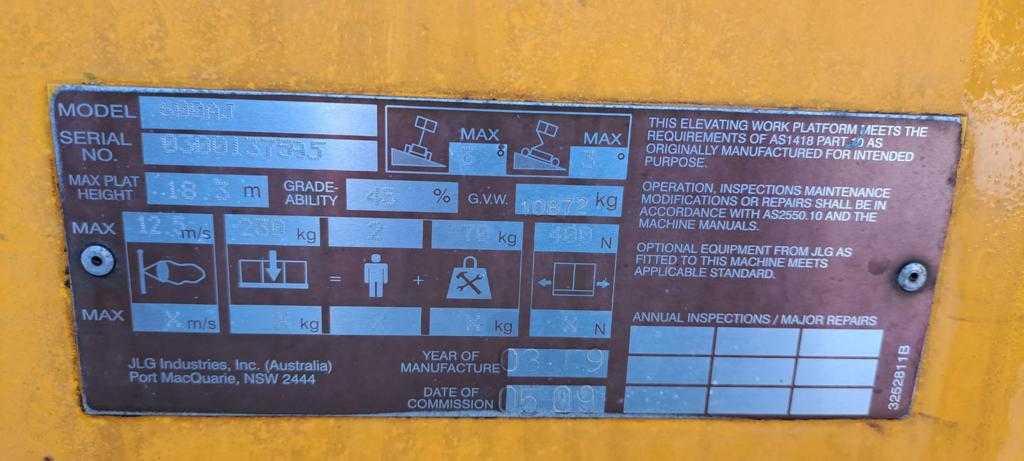 MODEL 600AJ
SERIAL NO. 0300137595
MAX PLAT HEIGHT 18.3 m
GRADE-ABILITY 45 %
G.V.W. 10872 kg
MAX °
MAX 3 °
MAX 12.5 m/s 230 kg 2 70 kg 400 N
= +
MAX X m/s X kg X X kg X N
JLG Industries, Inc. (Australia)
Port MacQuarie, NSW 2444
YEAR OF
MANUFACTURE 03 9
DATE OF
COMMISSION 05 09
THIS ELEVATING WORK PLATFORM MEETS THE
REQUIREMENTS OF AS1418 PART 10 AS
ORIGINALLY MANUFACTURED FOR INTENDED
PURPOSE.
OPERATION, INSPECTIONS MAINTENANCE
MODIFICATIONS OR REPAIRS SHALL BE IN
ACCORDANCE WITH AS2550.10 AND THE
MACHINE MANUALS.
OPTIONAL EQUIPMENT FROM JLG AS
FITTED TO THIS MACHINE MEETS
APPLICABLE STANDARD.
ANNUAL INSPECTIONS / MAJOR REPAIRS
3252811B